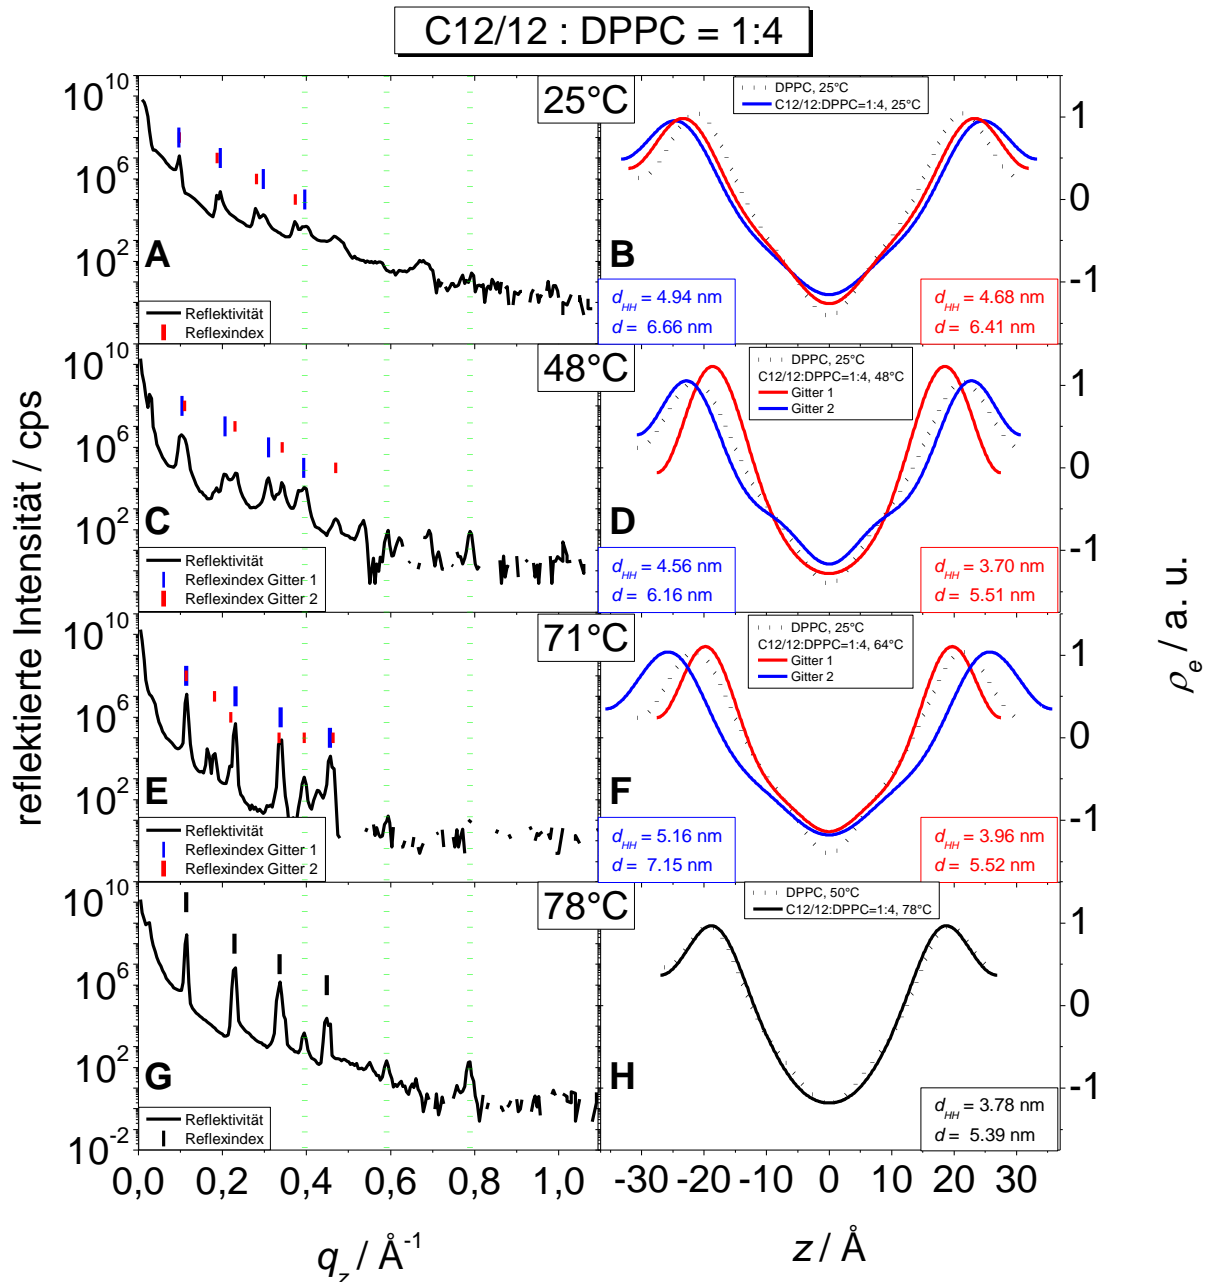 C12/12 : DPPC = 1:4
reflektierte Intensität / cps
10^10
10^6
10^2
25°C
A
Reflektivität
Reflexindex
DPPC, 25°C
C12/12:DPPC=1:4, 25°C
B
d_HH = 4.94 nm
d = 6.66 nm
d_HH = 4.68 nm
d = 6.41 nm
1
0
-1
10^10
10^6
10^2
48°C
C
Reflektivität
Reflexindex Gitter 1
Reflexindex Gitter 2
DPPC, 25°C
C12/12:DPPC=1:4, 48°C
Gitter 1
Gitter 2
D
d_HH = 4.56 nm
d = 6.16 nm
d_HH = 3.70 nm
d = 5.51 nm
1
0
-1
10^10
10^6
10^2
71°C
E
Reflektivität
Reflexindex Gitter 1
Reflexindex Gitter 2
DPPC, 25°C
C12/12:DPPC=1:4, 64°C
Gitter 1
Gitter 2
F
d_HH = 5.16 nm
d = 7.15 nm
d_HH = 3.96 nm
d = 5.52 nm
1
0
-1
10^10
10^6
10^2
10^-2
78°C
G
Reflektivität
Reflexindex
DPPC, 50°C
C12/12:DPPC=1:4, 78°C
H
d_HH = 3.78 nm
d = 5.39 nm
1
0
-1
ρ_e / a. u.
0,0 0,2 0,4 0,6 0,8 1,0
-30 -20 -10 0 10 20 30
q_z / Å^-1
z / Å